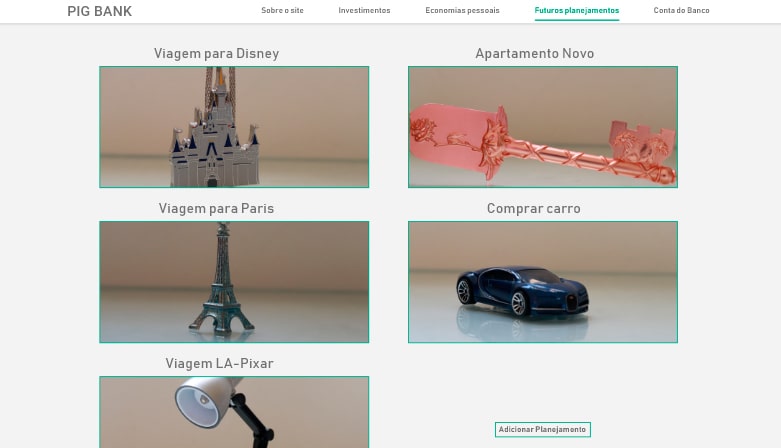 PIG BANK
Sobre o site
Investimentos
Economias pessoais
Futuros planejamentos
Conta do Banco
Viagem para Disney
Apartamento Novo
Viagem para Paris
Comprar carro
Viagem LA-Pixar
Adicionar Planejamento